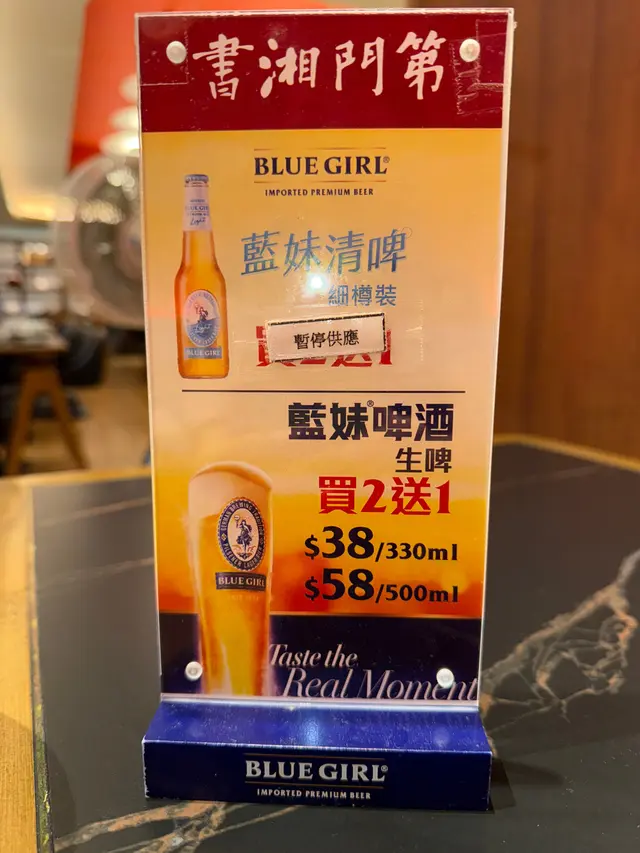 書湘門第
BLUE GIRL®
IMPORTED PREMIUM BEER
藍妹清啤®
細樽裝
暫停供應
藍妹®啤酒
生啤
買2送1
$38/330ml
$58/500ml
BLUE GIRL
BLUE GIRL
Taste the
Real Moment
BLUE GIRL®
IMPORTED PREMIUM BEER